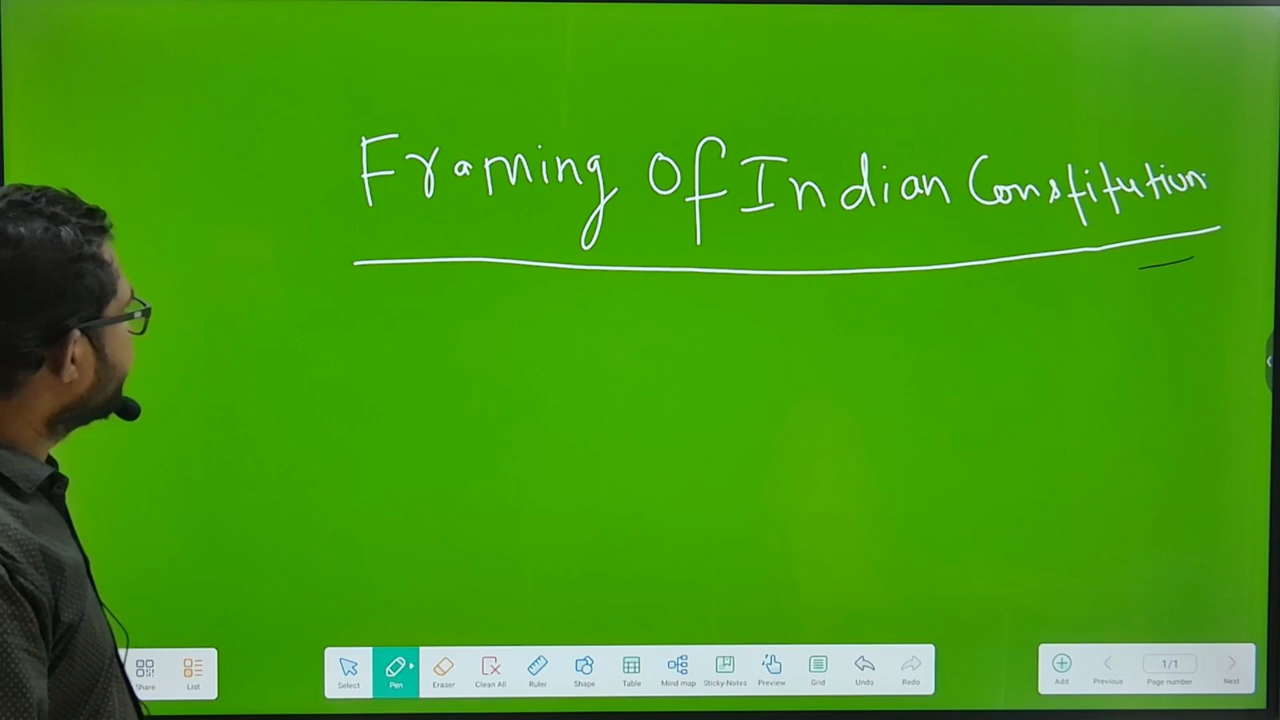 Framing Of Indian Constitution
Share List Select Pen Eraser Clean All Ruler Shape Table Mind map Sticky-Notes Preview Grid Undo Redo Add Previous 1/1 Page number Next